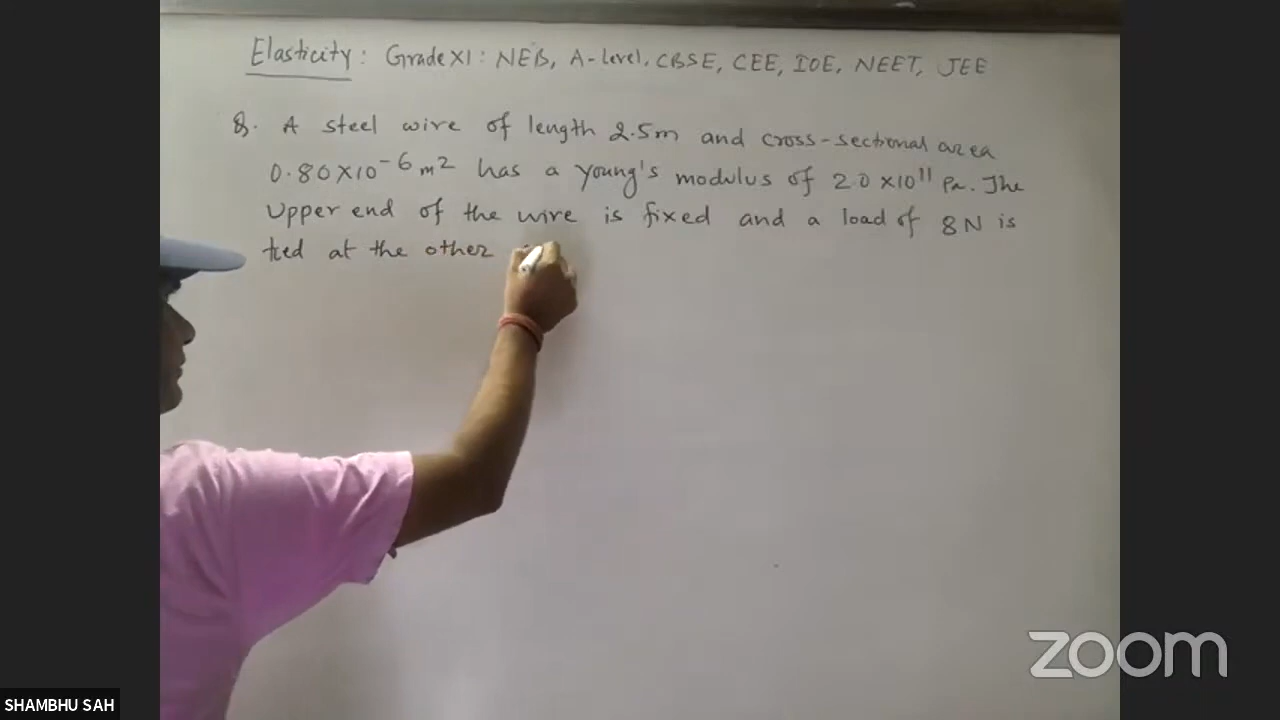 Elasticity: Grade XI: NEB, A-level, CBSE, CEE, IOE, NEET, JEE
Q. A steel wire of length 2.5m and cross-sectional area
0.80×10⁻⁶ m² has a young's modulus of 2.0×10¹¹ Pa. The
Upper end of the wire is fixed and a load of 8N is
tied at the other
zoom
SHAMBHU SAH